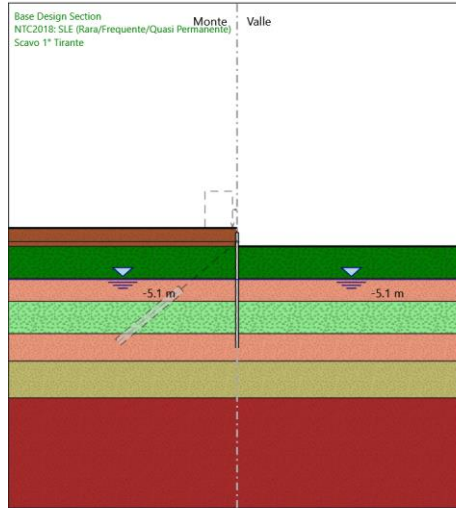 Base Design Section
Monte Valle
NTC2018: SLE (Rara/Frequente/Quasi Permanente)
Scavo 1° Tirante
-5.1 m -5.1 m